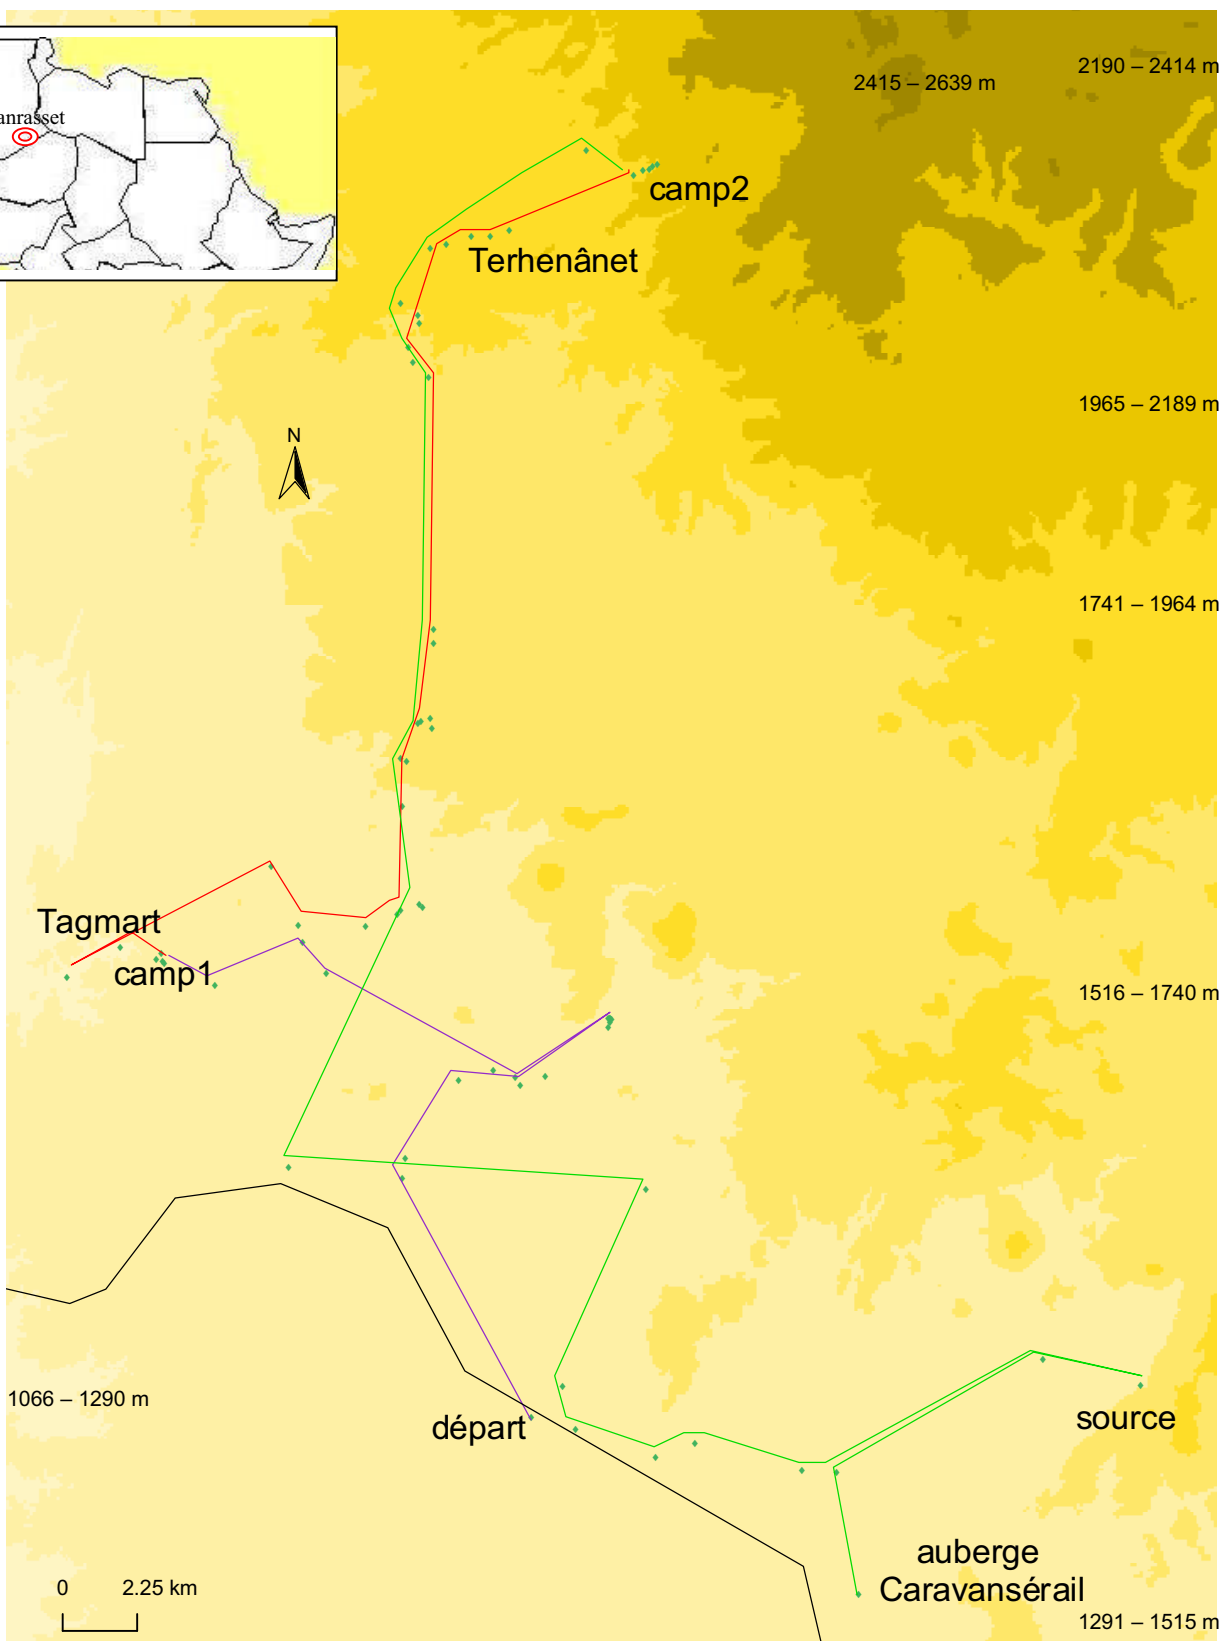 2190 – 2414 m
2415 – 2639 m
anrasset
camp2
Terhenânet
1965 – 2189 m
N
1741 – 1964 m
Tagmart
camp1
1516 – 1740 m
1066 – 1290 m
départ
source
auberge
Caravansérail
0 2.25 km
1291 – 1515 m